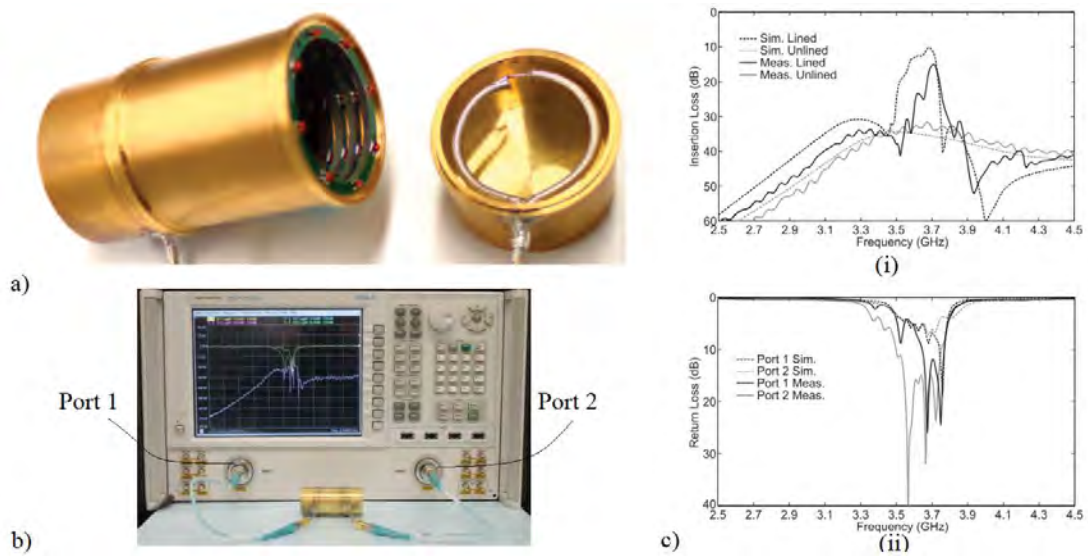 a)
Port 1
Port 2
b)
Insertion Loss (dB)
0
10
20
30
40
50
60
Sim. Lined
Sim. Unlined
Meas. Lined
Meas. Unlined
2.5 2.7 2.9 3.1 3.3 3.5 3.7 3.9 4.1 4.3 4.5
Frequency (GHz)
(i)
Return Loss (dB)
0
10
20
30
40
Port 1 Sim.
Port 2 Sim.
Port 1 Meas.
Port 2 Meas.
2.5 2.7 2.9 3.1 3.3 3.5 3.7 3.9 4.1 4.3 4.5
Frequency (GHz)
(ii)
c)